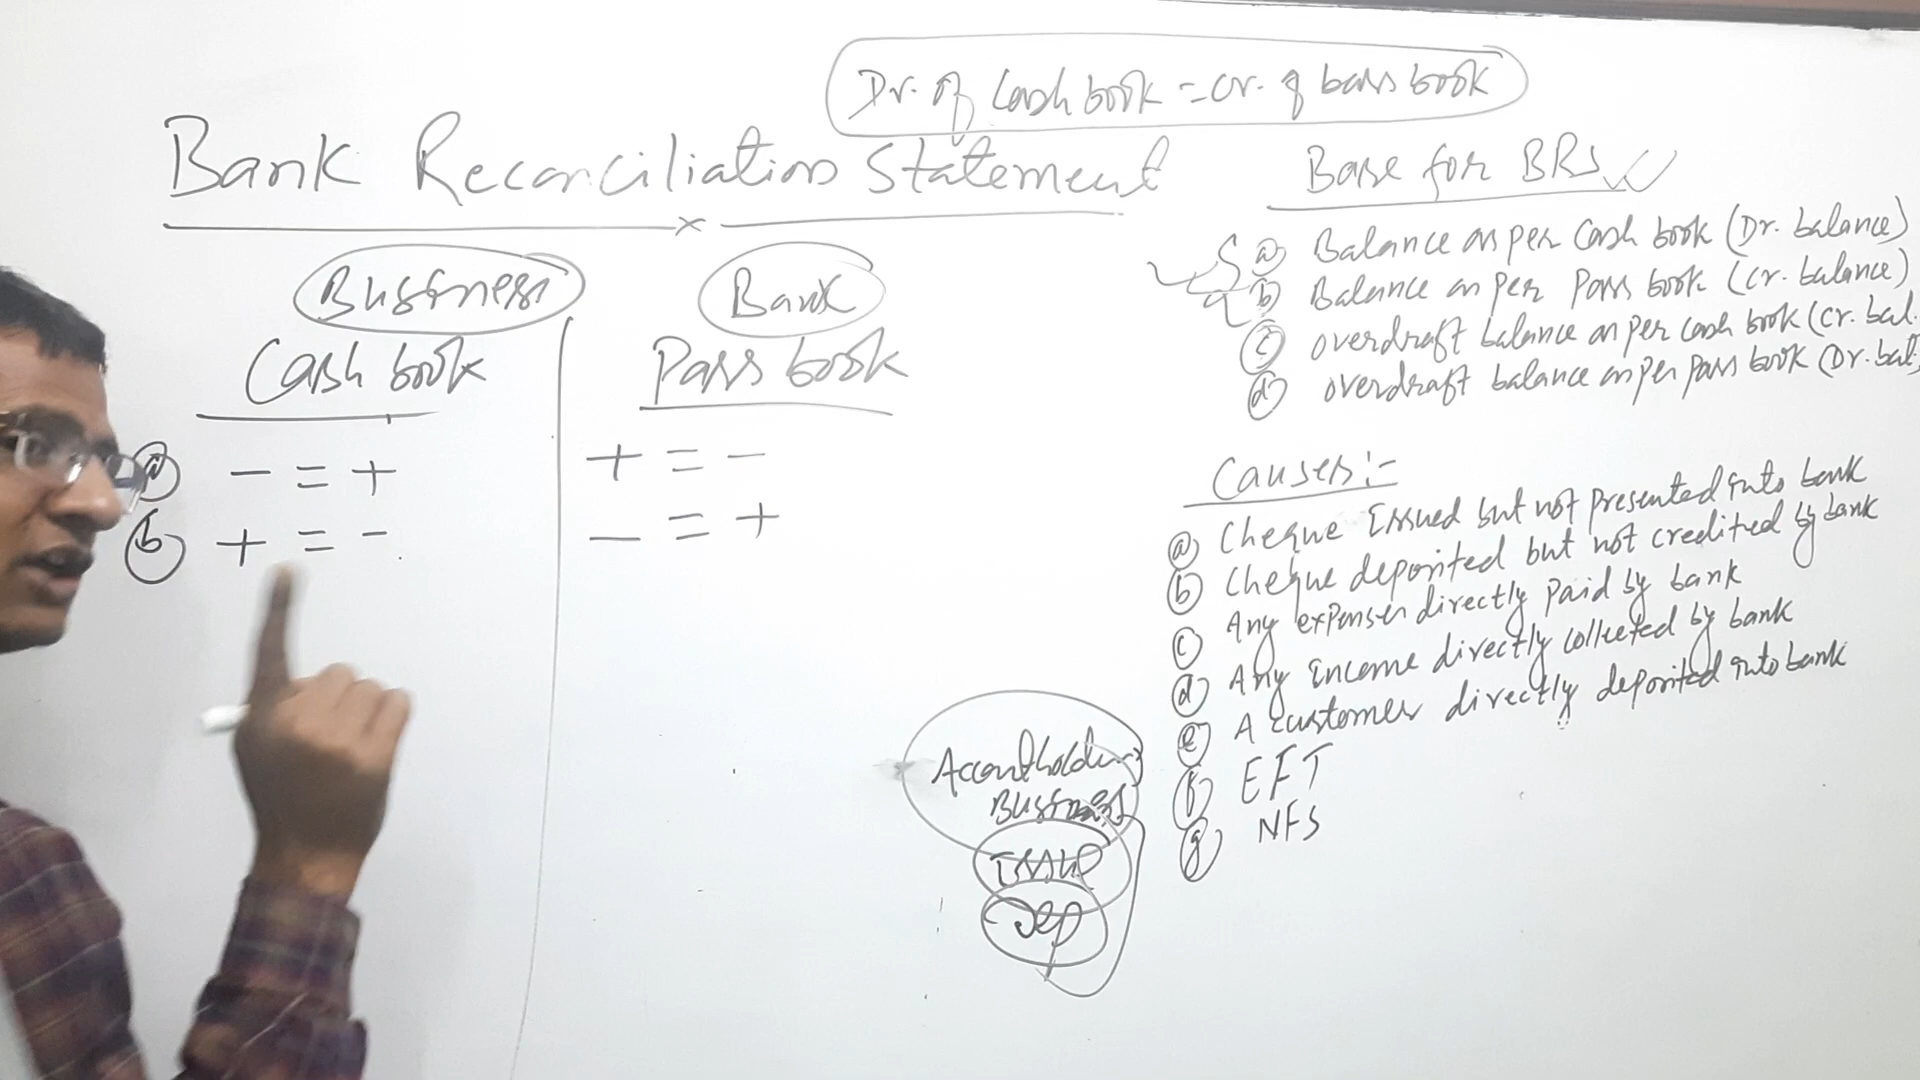 Dr. of Cash book = cr. of pass book
Bank Reconciliation Statement
Business
Bank
Cash book
Pass book
(a) - = +
+ = -
(b) + = -
- = +
Base for BRS
(a) Balance as per Cash book (Dr. balance)
(b) Balance as per Pass book (cr. balance)
(c) overdraft balance as per cash book (cr. bal.
(d) overdraft balance as per pass book (Dr. bal.
Causes:-
(a) Cheque Issued but not presented into bank
(b) Cheque deposited but not credited by bank
(c) Any expenses directly paid by bank
(d) Any income directly collected by bank
(e) A customer directly deposited into bank
(f) EFT
(g) NFS
Accountholder
Business
Issue
Dep